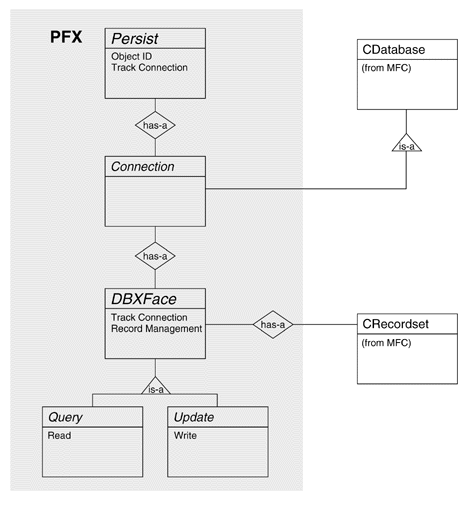 PFX
Persist
Object ID
Track Connection
has-a
Connection
has-a
DBXFace
Track Connection
Record Management
is-a
Query
Read
Update
Write
CDatabase
(from MFC)
is-a
has-a
CRecordset
(from MFC)